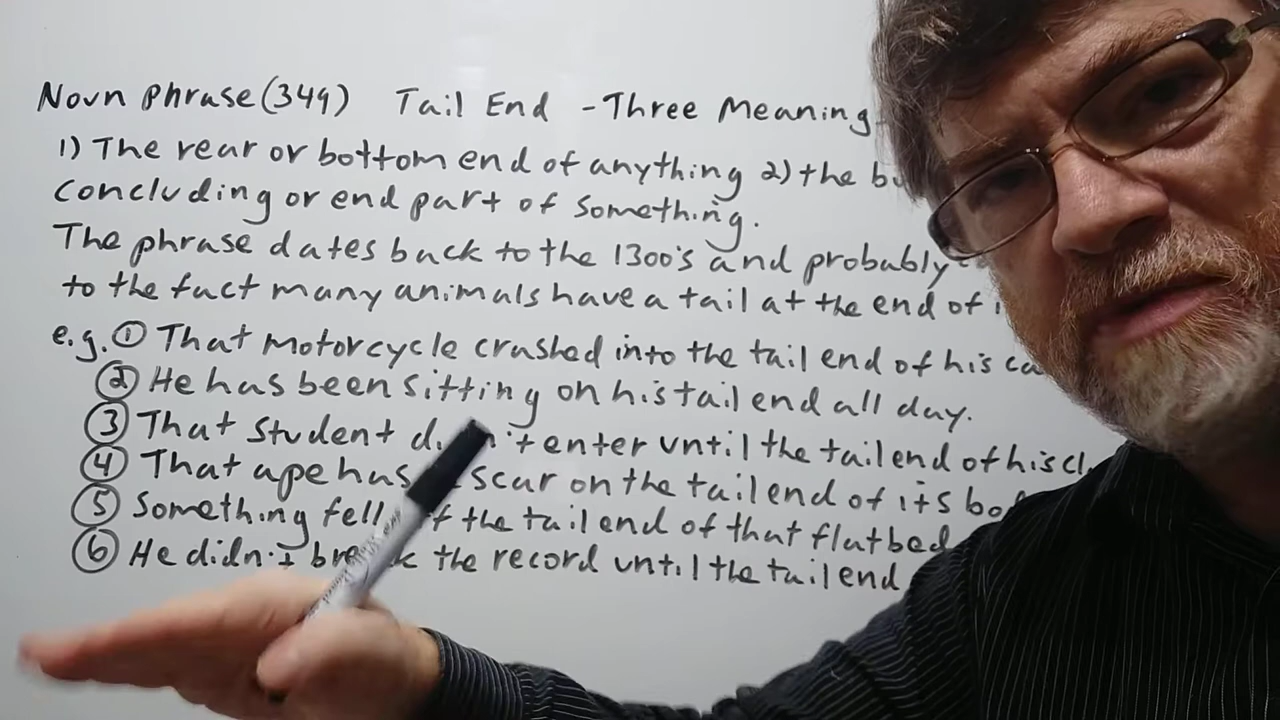 Noun Phrase (349) Tail End - Three Meaning
1) The rear or bottom end of anything 2) the
concluding or end part of something.
The phrase dates back to the 1300's and probably
to the fact many animals have a tail at the end of
e.g. ① That motorcycle crushed into the tail end of his
② He has been sitting on his tail end all day.
③ That student enter until the tail end of his
④ That ape has scar on the tail end of its
⑤ Something fell the tail end of that flatbed
⑥ He didn't the record until the tail end